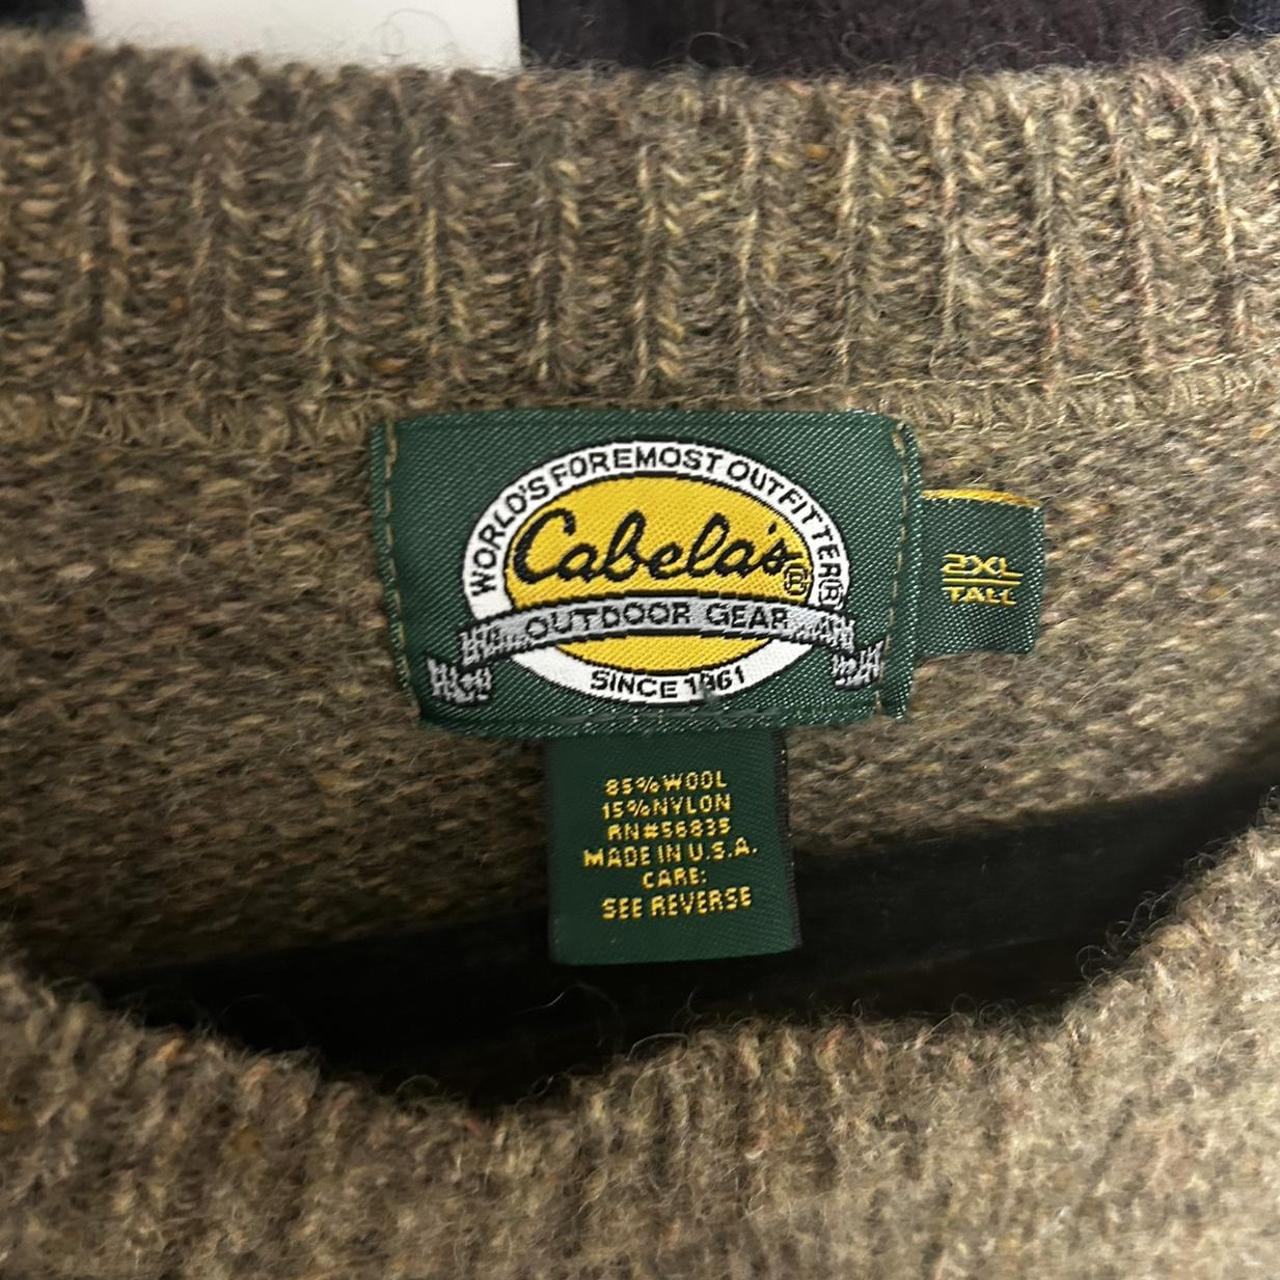 WORLD'S FOREMOST OUTFITTER®
Cabela's®
OUTDOOR GEAR
SINCE 1961
2XL
TALL
85% WOOL
15% NYLON
RN#56835
MADE IN U.S.A.
CARE:
SEE REVERSE